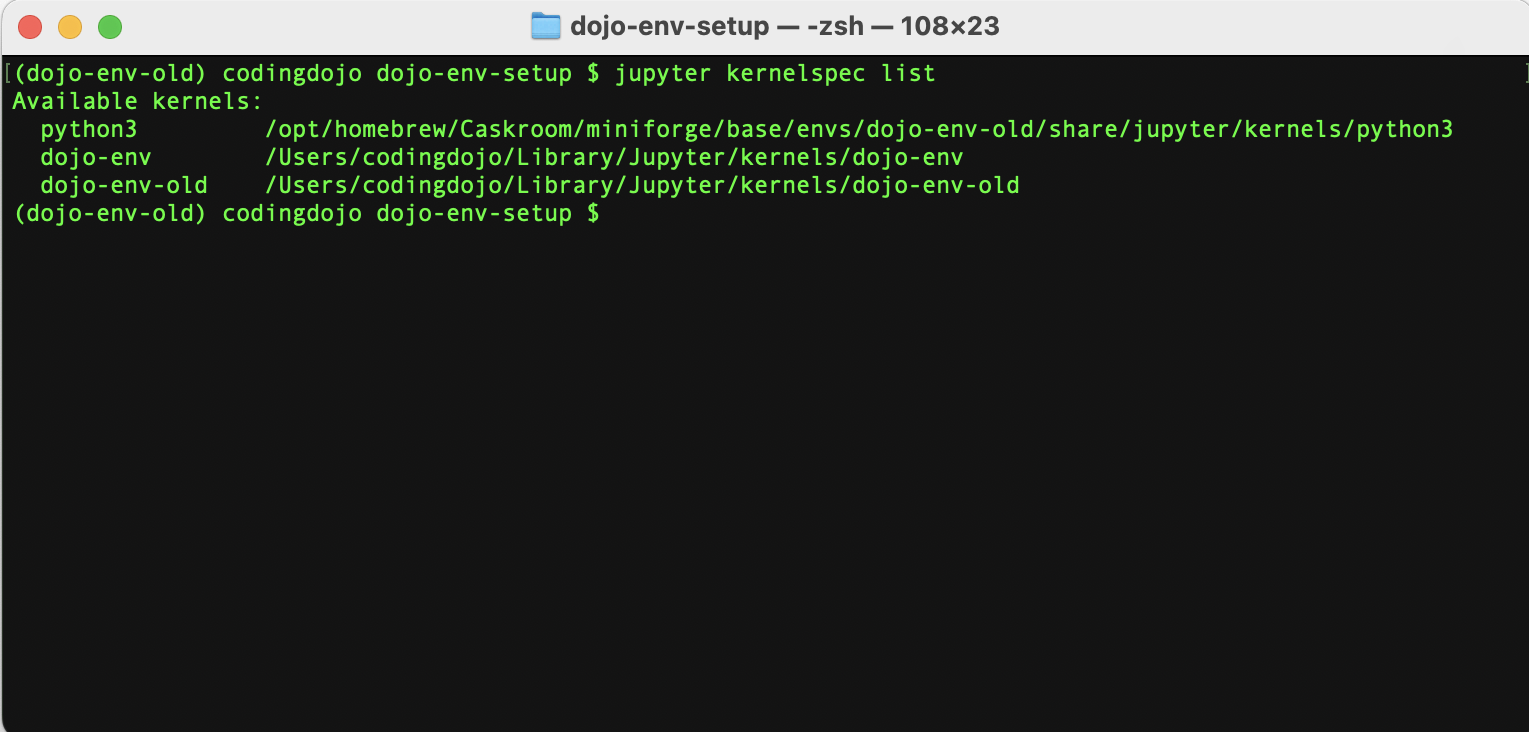 dojo-env-setup — -zsh — 108×23
[(dojo-env-old) codingdojo dojo-env-setup $ jupyter kernelspec list ]
Available kernels:
  python3         /opt/homebrew/Caskroom/miniforge/base/envs/dojo-env-old/share/jupyter/kernels/python3
  dojo-env        /Users/codingdojo/Library/Jupyter/kernels/dojo-env
  dojo-env-old    /Users/codingdojo/Library/Jupyter/kernels/dojo-env-old
(dojo-env-old) codingdojo dojo-env-setup $